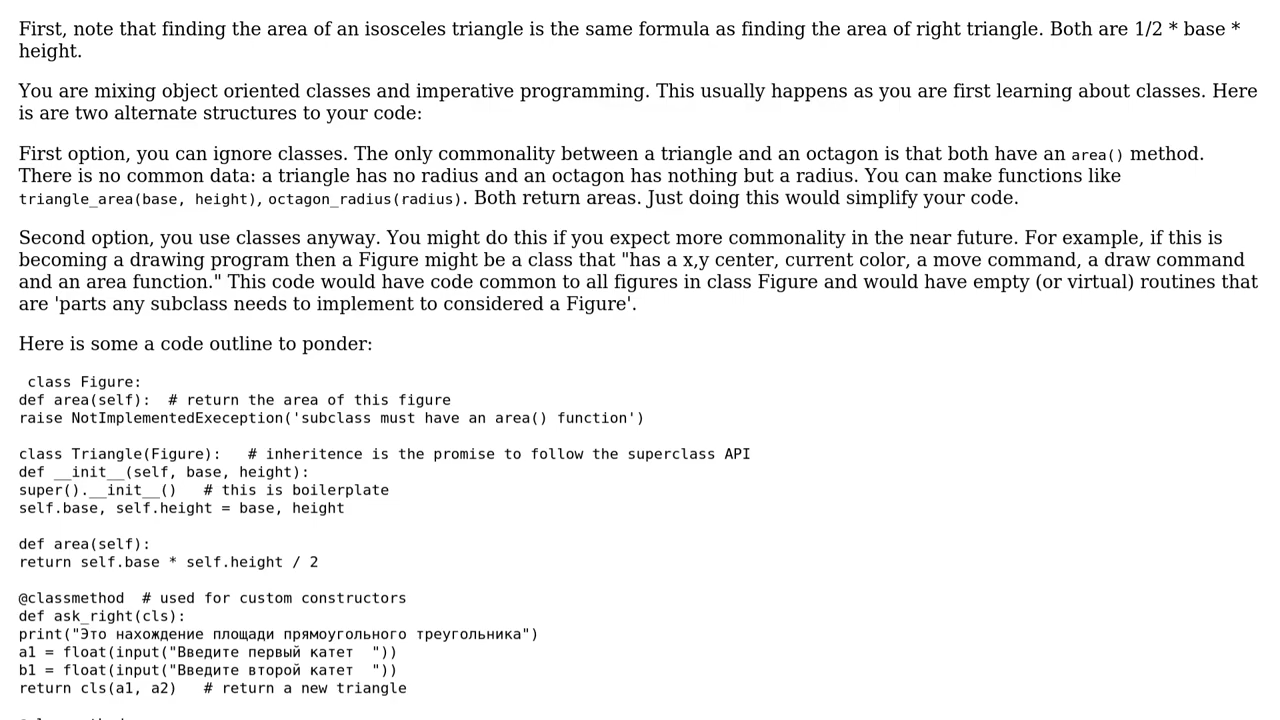 First, note that finding the area of an isosceles triangle is the same formula as finding the area of right triangle. Both are 1/2 * base *
height.
You are mixing object oriented classes and imperative programming. This usually happens as you are first learning about classes. Here
is are two alternate structures to your code:
First option, you can ignore classes. The only commonality between a triangle and an octagon is that both have an area() method.
There is no common data: a triangle has no radius and an octagon has nothing but a radius. You can make functions like
triangle_area(base, height), octagon_radius(radius). Both return areas. Just doing this would simplify your code.
Second option, you use classes anyway. You might do this if you expect more commonality in the near future. For example, if this is
becoming a drawing program then a Figure might be a class that "has a x,y center, current color, a move command, a draw command
and an area function." This code would have code common to all figures in class Figure and would have empty (or virtual) routines that
are 'parts any subclass needs to implement to considered a Figure'.
Here is some a code outline to ponder:
class Figure:
def area(self):  # return the area of this figure
raise NotImplementedExeception('subclass must have an area() function')
class Triangle(Figure):   # inheritence is the promise to follow the superclass API
def __init__(self, base, height):
super().__init__()   # this is boilerplate
self.base, self.height = base, height
def area(self):
return self.base * self.height / 2
@classmethod  # used for custom constructors
def ask_right(cls):
print("Это нахождение площади прямоугольного треугольника")
a1 = float(input("Введите первый катет  "))
b1 = float(input("Введите второй катет  "))
return cls(a1, a2)   # return a new triangle